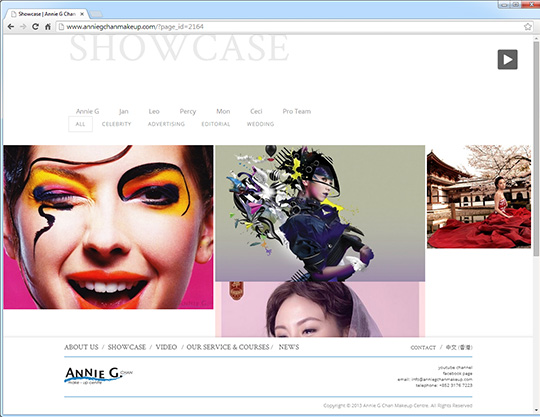 Showcase | Annie G Chan M
www.anniegchanmakeup.com/?page_id=2164
SHOWCASE
Annie G Jan Leo Percy Mon Ceci Pro Team
ALL CELEBRITY ADVERTISING EDITORIAL WEDDING
ABOUT US / SHOWCASE / VIDEO / OUR SERVICE & COURSES / NEWS
CONTACT / 中文 (香港)
ANNIE G. CHAN
make - up centre
youtube channel
facebook page
email: info@anniegchanmakeup.com
telephone: +852 3176 7223
Copyright © 2013 Annie G Chan Makeup Centre. All Rights Reserved